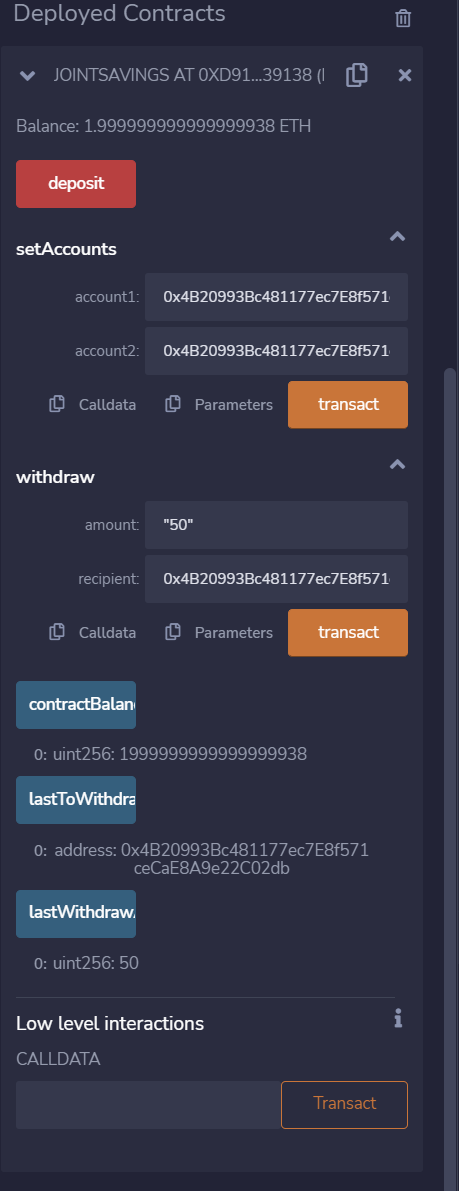 Deployed Contracts
JOINTSAVINGS AT 0XD91...39138 (
Balance: 1.999999999999999938 ETH
deposit
setAccounts
account1: 0x4B20993Bc481177ec7E8f571
account2: 0x4B20993Bc481177ec7E8f571
Calldata Parameters transact
withdraw
amount: "50"
recipient: 0x4B20993Bc481177ec7E8f571
Calldata Parameters transact
contractBalan
0: uint256: 1999999999999999938
lastToWithdra
0: address: 0x4B20993Bc481177ec7E8f571
ceCaE8A9e22C02db
lastWithdraw
0: uint256: 50
Low level interactions
CALLDATA
Transact